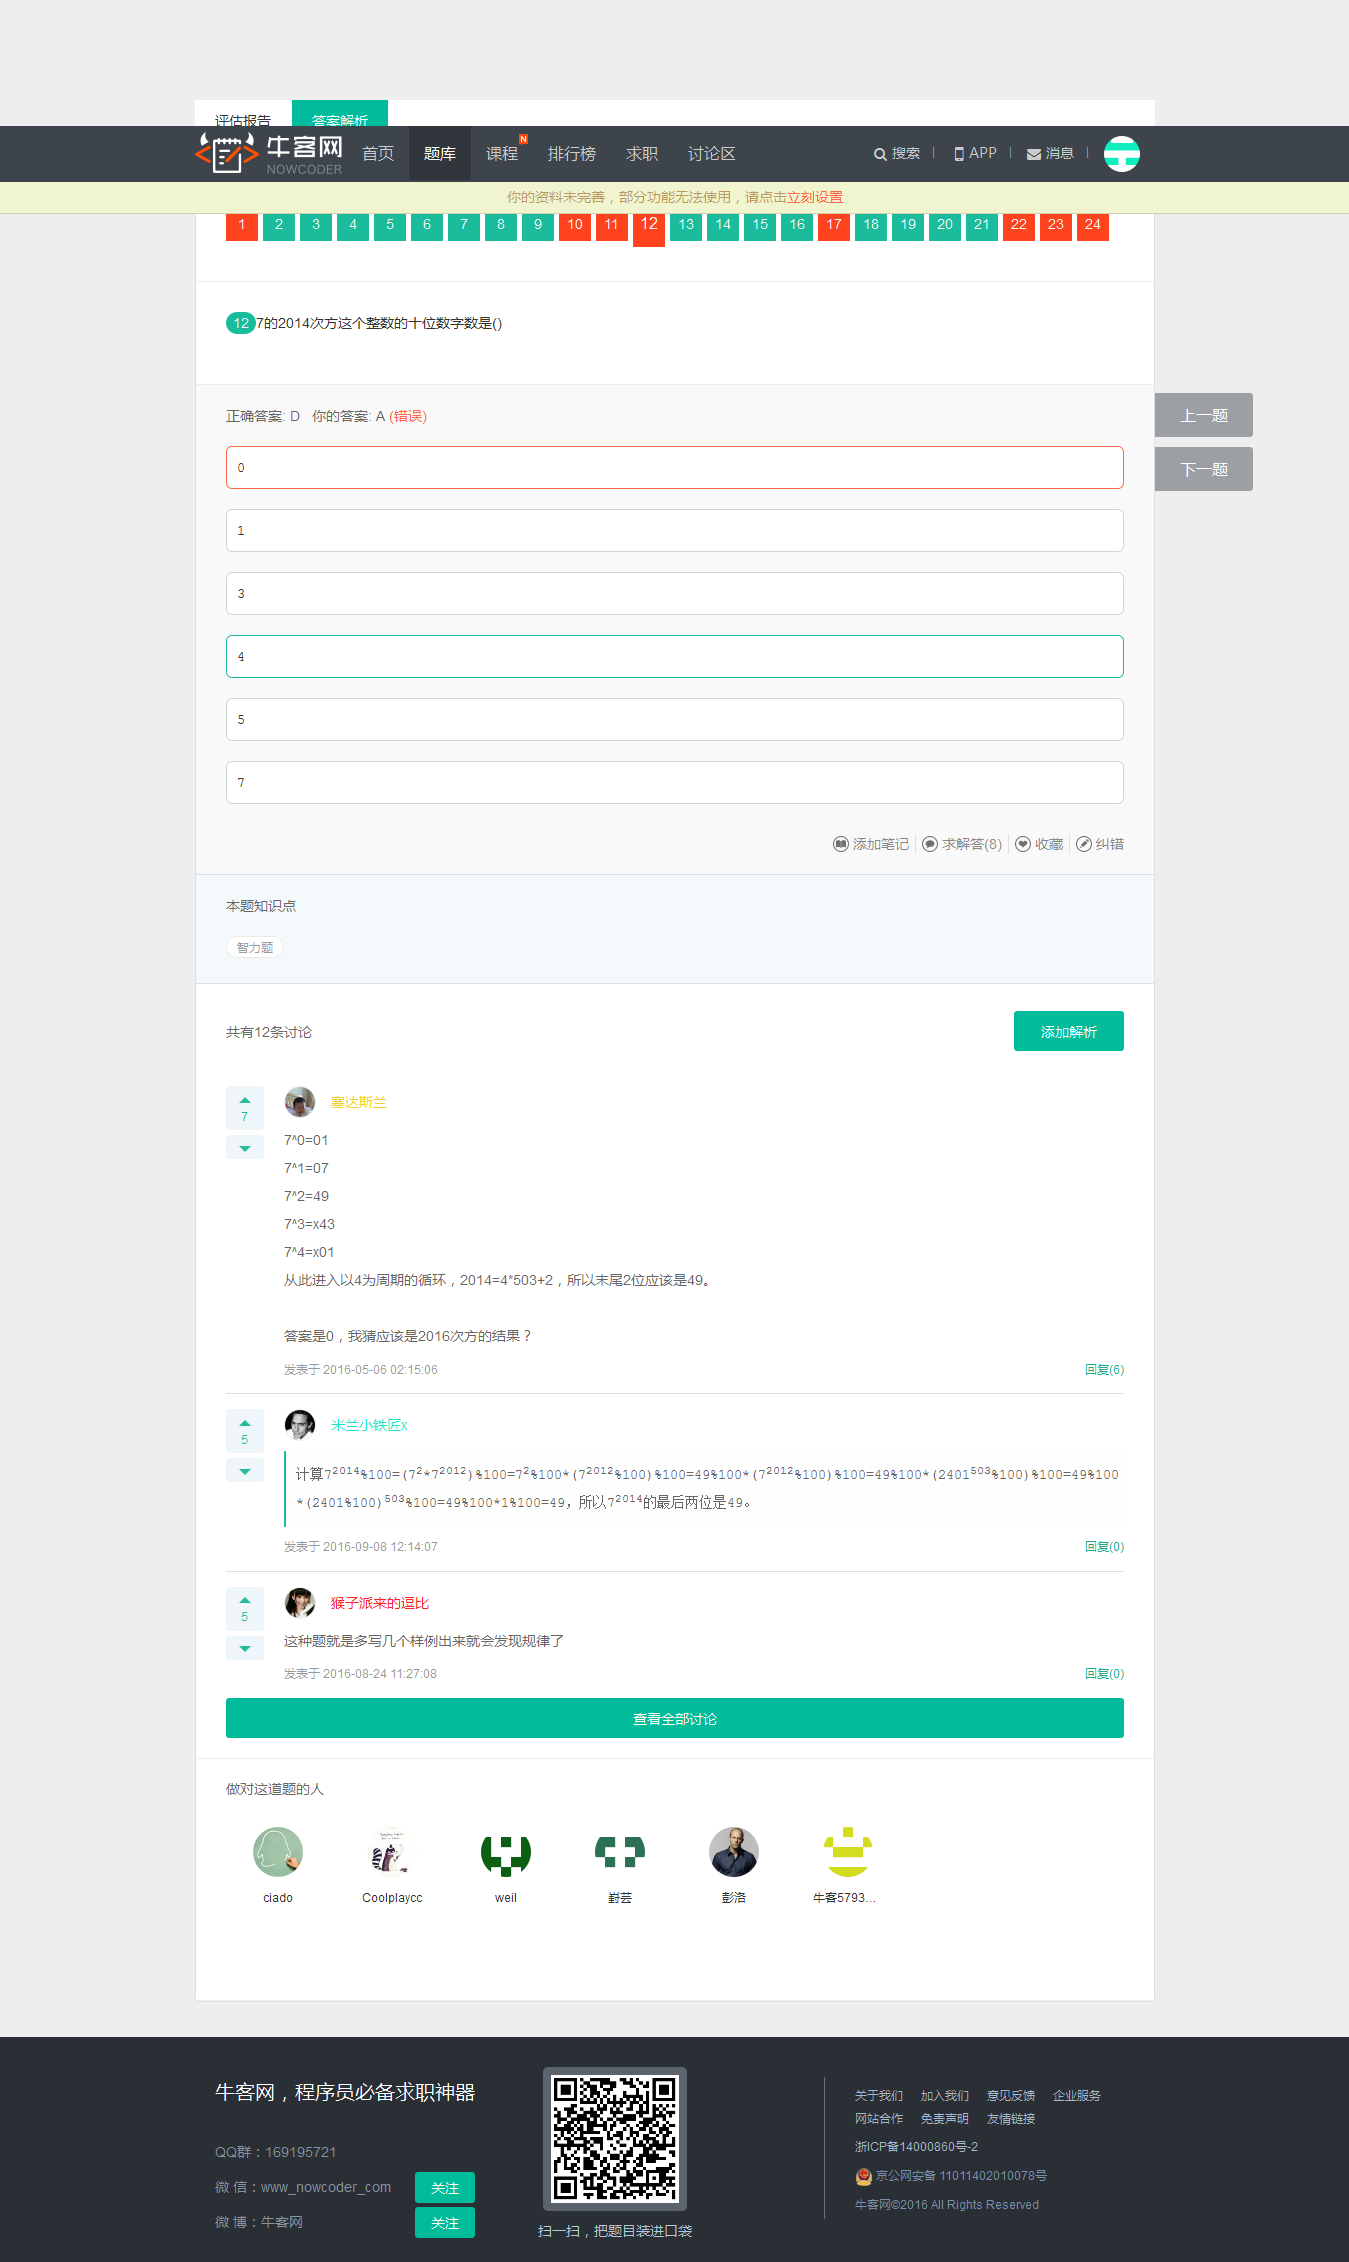 评估报告 答案解析
牛客网 NOWCODER 首页 题库 课程 N 排行榜 求职 讨论区 搜索 APP 消息
你的资料未完善，部分功能无法使用，请点击立刻设置
1 2 3 4 5 6 7 8 9 10 11 12 13 14 15 16 17 18 19 20 21 22 23 24
12 7的2014次方这个整数的十位数字数是()
正确答案: D 你的答案: A (错误)
上一题
0
下一题
1
3
4
5
7
添加笔记 求解答(8) 收藏 纠错
本题知识点
智力题
共有12条讨论 添加解析
7 塞达斯兰
7^0=01
7^1=07
7^2=49
7^3=x43
7^4=x01
从此进入以4为周期的循环，2014=4*503+2，所以末尾2位应该是49。
答案是0，我猜应该是2016次方的结果？
发表于 2016-05-06 02:15:06 回复(6)
5 米兰小铁匠x
计算7²⁰¹⁴%100=(7²*7²⁰¹²)%100=7²%100*(7²⁰¹²%100)%100=49%100*(7²⁰¹²%100)%100=49%100*(2401⁵⁰³%100)%100=49%100
*(2401%100)⁵⁰³%100=49%100*1%100=49，所以7²⁰¹⁴的最后两位是49。
发表于 2016-09-08 12:14:07 回复(0)
5 猴子派来的逗比
这种题就是多写几个样例出来就会发现规律了
发表于 2016-08-24 11:27:08 回复(0)
查看全部讨论
做对这道题的人
ciado Coolplaycc weil 葑芸 彭洛 牛客5793...
牛客网，程序员必备求职神器
QQ群：169195721
微 信：www_nowcoder_com 关注
微 博：牛客网 关注
扫一扫，把题目装进口袋
关于我们 加入我们 意见反馈 企业服务
网站合作 免责声明 友情链接
浙ICP备14000860号-2
京公网安备 11011402010078号
牛客网©2016 All Rights Reserved